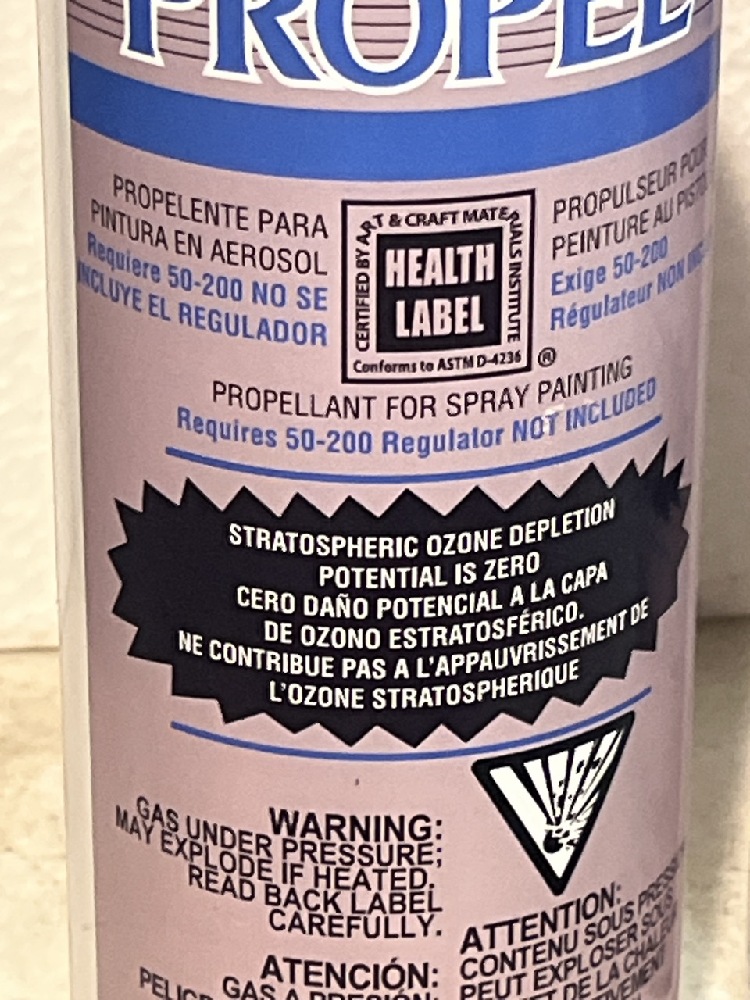 PROPEL
PROPELENTE PARA
PINTURA EN AEROSOL
Requiere 50-200 NO SE
INCLUYE EL REGULADOR
CERTIFIED BY ART & CRAFT MATERIALS INSTITUTE
HEALTH
LABEL
Conforms to ASTM D-4236 ®
PROPULSEUR POUR
PEINTURE AU
Exige 50-200
Régulateur NON
PROPELLANT FOR SPRAY PAINTING
Requires 50-200 Regulator NOT INCLUDED
STRATOSPHERIC OZONE DEPLETION
POTENTIAL IS ZERO
CERO DAÑO POTENCIAL A LA CAPA
DE OZONO ESTRATOSFÉRICO.
NE CONTRIBUE PAS A L'APPAUVRISSEMENT DE
L'OZONE STRATOSPHERIQUE
WARNING:
GAS UNDER PRESSURE;
MAY EXPLODE IF HEATED.
READ BACK LABEL
CAREFULLY.
ATENCIÓN:
GAS A PRESIÓN:
ATTENTION:
CONTENU SOUS
PEUT EXPLOSER SOUS
DE LA